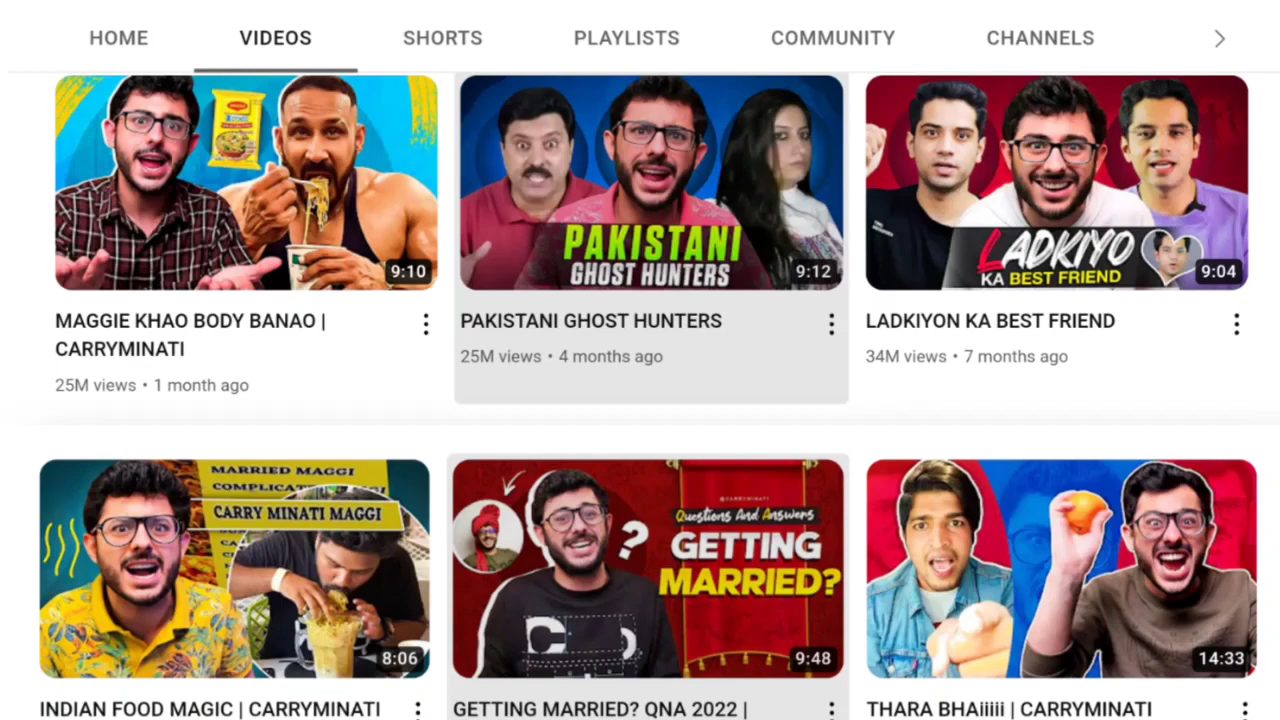 HOME VIDEOS SHORTS PLAYLISTS COMMUNITY CHANNELS
9:10
PAKISTANI
GHOST HUNTERS
9:12
LADKIYO
KA BEST FRIEND
9:04
MAGGIE KHAO BODY BANAO |
CARRYMINATI
25M views • 1 month ago
PAKISTANI GHOST HUNTERS
25M views • 4 months ago
LADKIYON KA BEST FRIEND
34M views • 7 months ago
MARRIED MAGGI
CARRY MINATI MAGGI
8:06
@CARRYMINATI
Questions And Answers
GETTING
MARRIED?
?
9:48
14:33
INDIAN FOOD MAGIC | CARRYMINATI
GETTING MARRIED? QNA 2022 |
THARA BHAiiiii | CARRYMINATI